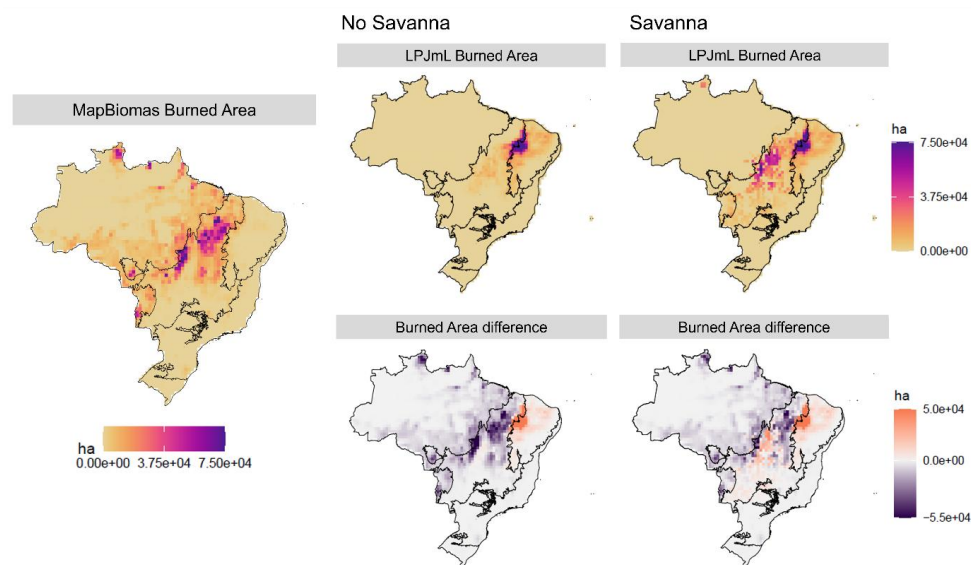 No Savanna
Savanna
LPJmL Burned Area
LPJmL Burned Area
MapBiomas Burned Area
ha
7.50e+04
3.75e+04
0.00e+00
Burned Area difference
Burned Area difference
ha
5.0e+04
0.0e+00
−5.5e+04
ha
0.00e+00 3.75e+04 7.50e+04